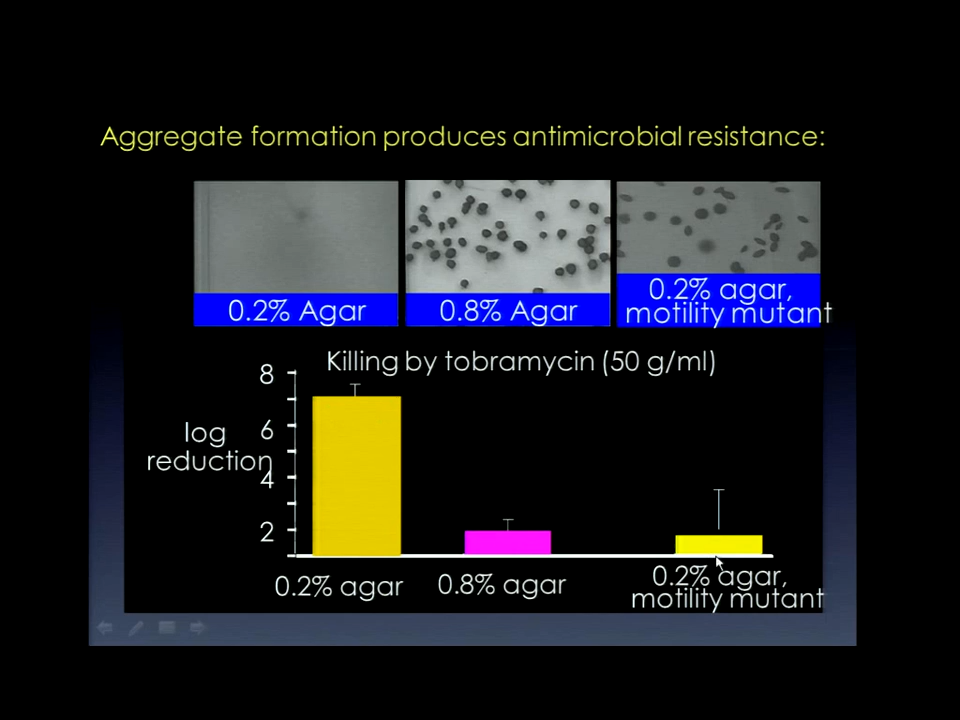 Aggregate formation produces antimicrobial resistance:
0.2% Agar
0.8% Agar
0.2% agar,
motility mutant
Killing by tobramycin (50 g/ml)
8
log
reduction
6
4
2
0.2% agar
0.8% agar
0.2% agar,
motility mutant